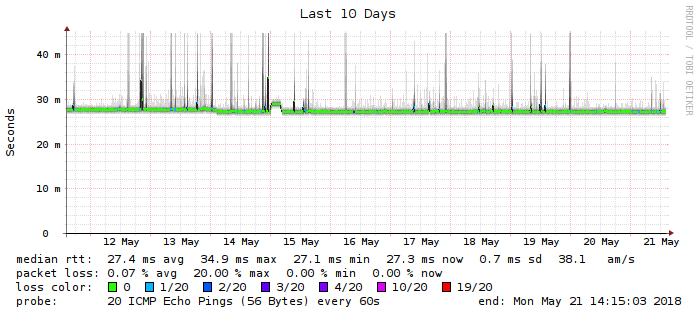 Last 10 Days
RRDTOOL / TOBI OETIKER
Seconds
40 m
30 m
20 m
10 m
0
12 May 13 May 14 May 15 May 16 May 17 May 18 May 19 May 20 May 21 May
median rtt: 27.4 ms avg 34.9 ms max 27.1 ms min 27.3 ms now 0.7 ms sd 38.1 am/s
packet loss: 0.07 % avg 20.00 % max 0.00 % min 0.00 % now
loss color: 0 1/20 2/20 3/20 4/20 10/20 19/20
probe: 20 ICMP Echo Pings (56 Bytes) every 60s end: Mon May 21 14:15:03 2018